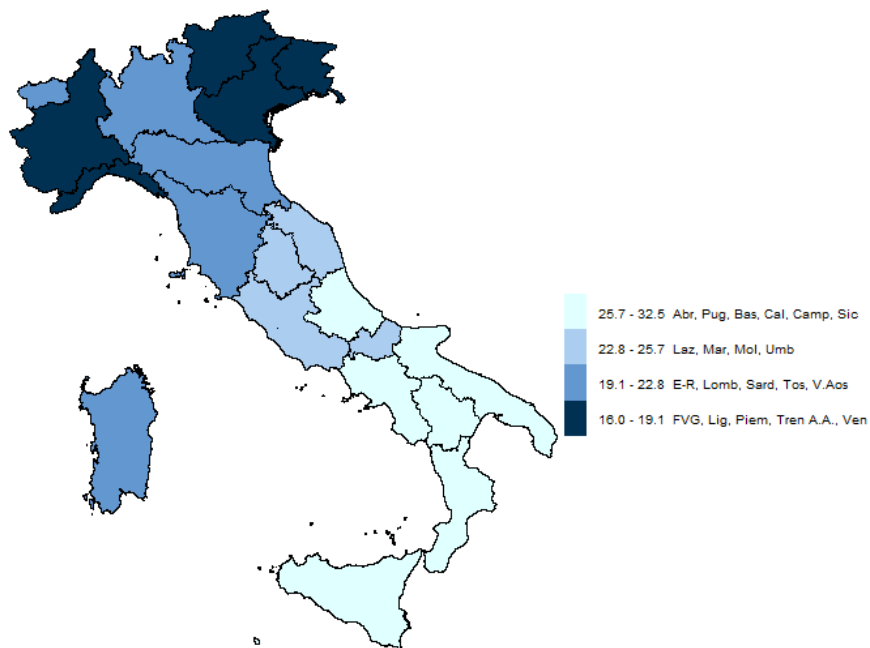 25.7 - 32.5 Abr, Pug, Bas, Cal, Camp, Sic
22.8 - 25.7 Laz, Mar, Mol, Umb
19.1 - 22.8 E-R, Lomb, Sard, Tos, V.Aos
16.0 - 19.1 FVG, Lig, Piem, Tren A.A., Ven